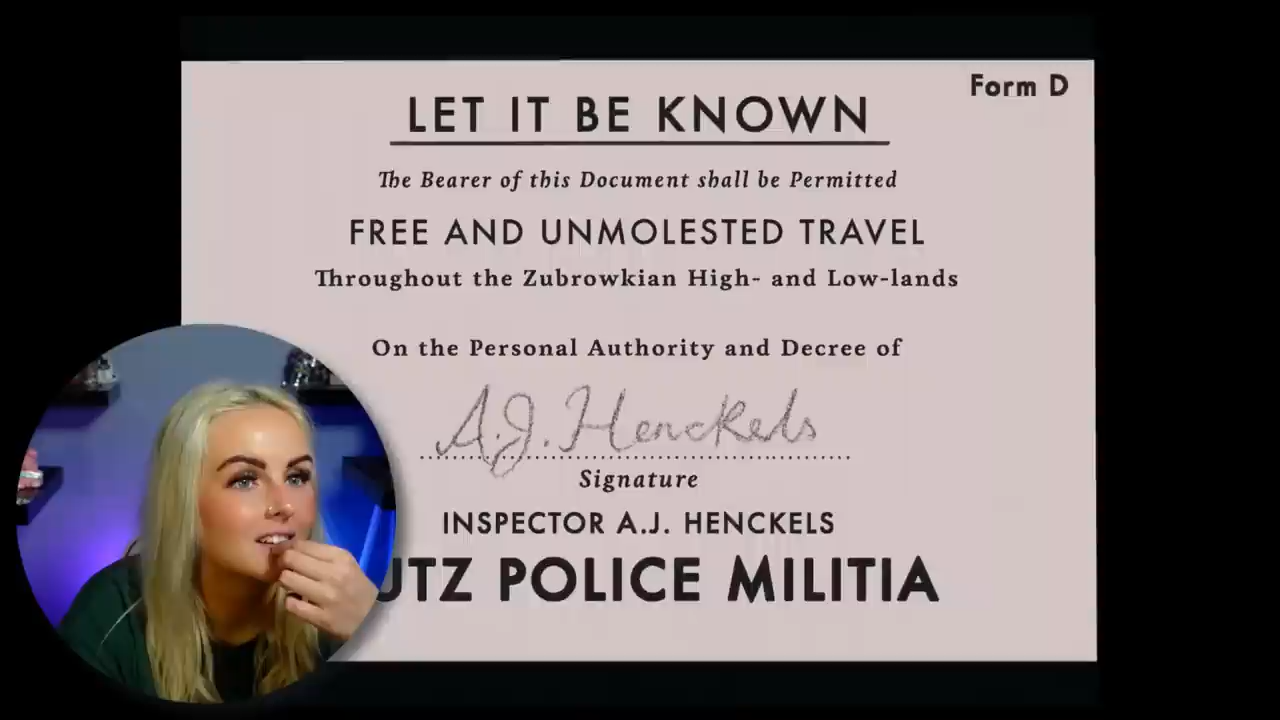 Form D
LET IT BE KNOWN
The Bearer of this Document shall be Permitted
FREE AND UNMOLESTED TRAVEL
Throughout the Zubrowkian High- and Low-lands
On the Personal Authority and Decree of
A.J. Henckels
Signature
INSPECTOR A.J. HENCKELS
POLICE MILITIA